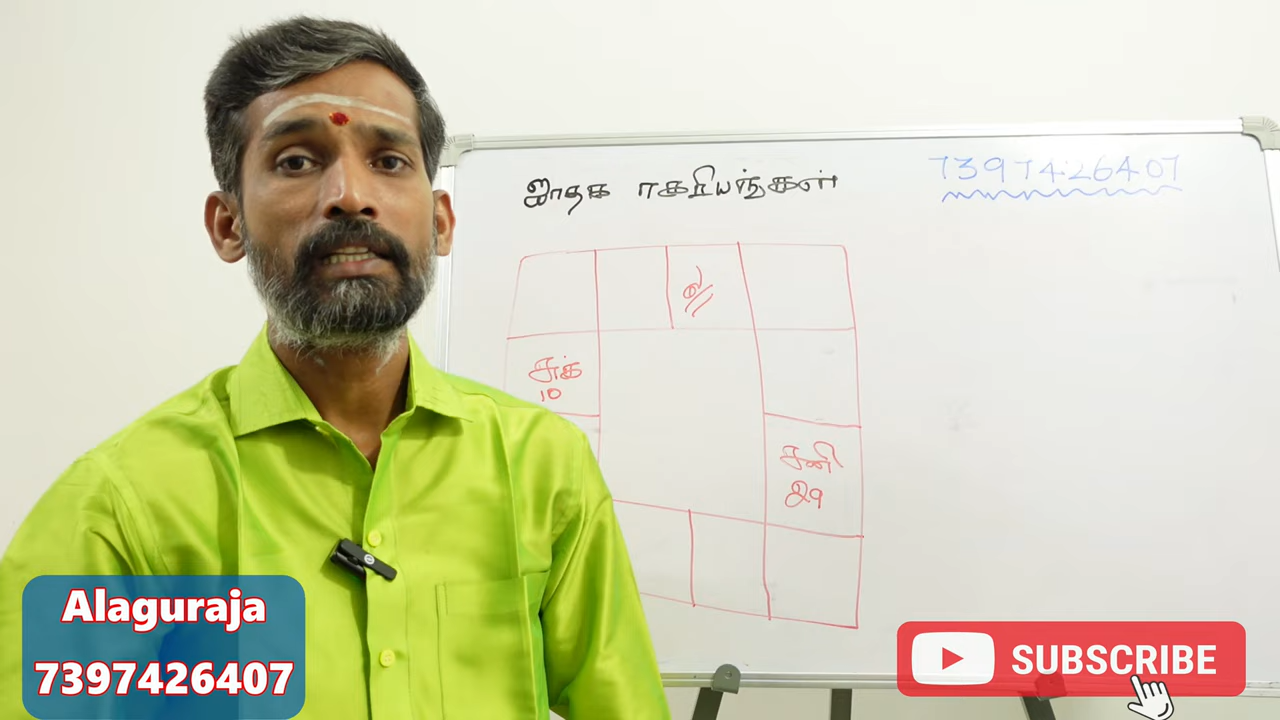 ஜாதக ரகசியங்கள்
7397426407
ல/
சுக்
10
சனி
29
Alaguraja
7397426407
SUBSCRIBE